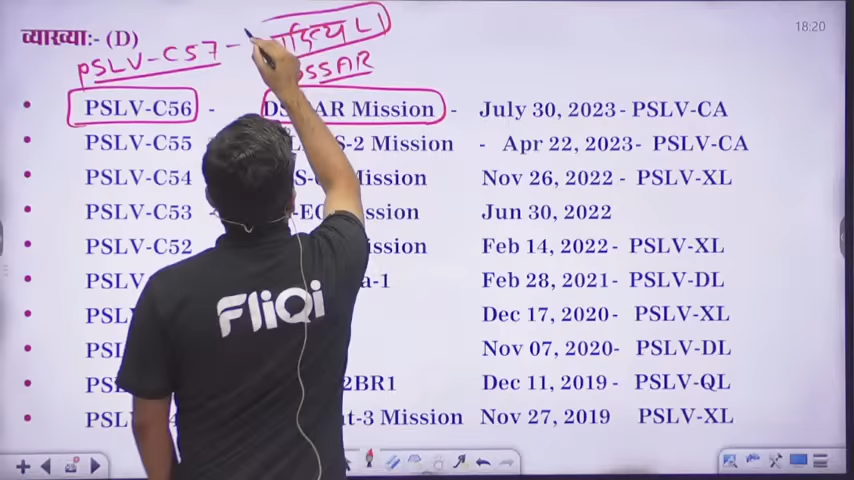 व्याख्याः- (D)
18:20
PSLV-C57 - आदित्य L1
DSSAR
PSLV-C56 - DS-SAR Mission - July 30, 2023- PSLV-CA
PSLV-C55 -2 Mission - Apr 22, 2023- PSLV-CA
PSLV-C54 Mission Nov 26, 2022 - PSLV-XL
PSLV-C53 Jun 30, 2022
PSLV-C52 Feb 14, 2022 - PSLV-XL
a-1 Feb 28, 2021 - PSLV-DL
Dec 17, 2020 - PSLV-XL
Nov 07, 2020- PSLV-DL
2BR1 Dec 11, 2019 - PSLV-QL
-3 Mission Nov 27, 2019 PSLV-XL
FliQi